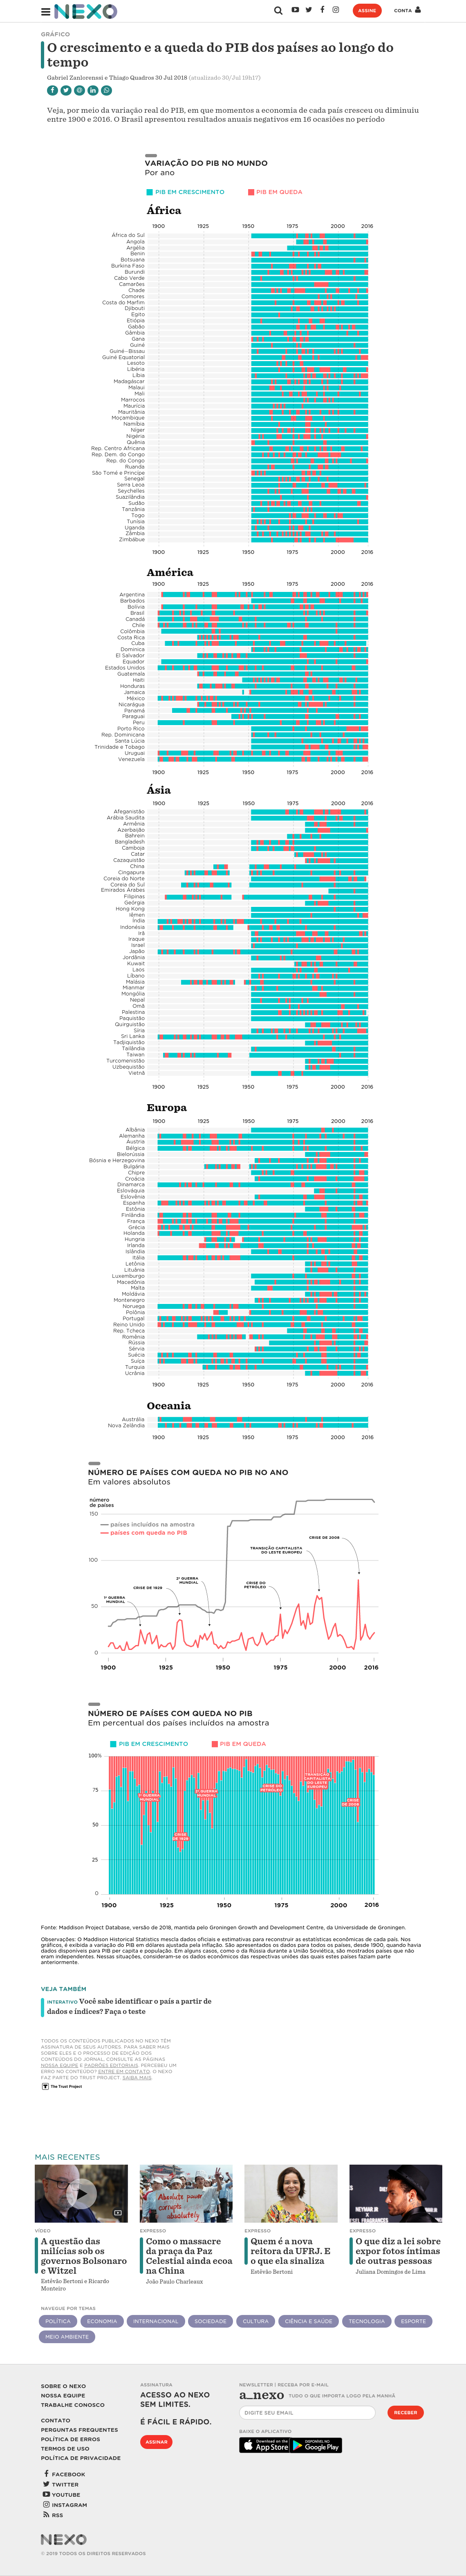 NEXO
ASSINE
CONTA
GRÁFICO
O crescimento e a queda do PIB dos países ao longo do
tempo
Gabriel Zanlorenssi e Thiago Quadros 30 Jul 2018 (atualizado 30/Jul 19h17)
Veja, por meio da variação real do PIB, em que momentos a economia de cada país cresceu ou diminuiu
entre 1900 e 2016. O Brasil apresentou resultados anuais negativos em 16 ocasiões no período
VARIAÇÃO DO PIB NO MUNDO
Por ano
PIB EM CRESCIMENTO
PIB EM QUEDA
África
1900 1925 1950 1975 2000 2016
África do Sul
Angola
Argélia
Benin
Botsuana
Burkina Faso
Burundi
Cabo Verde
Camarões
Chade
Comores
Costa do Marfim
Djibouti
Egito
Etiópia
Gabão
Gâmbia
Gana
Guiné
Guiné-Bissau
Guiné Equatorial
Lesoto
Libéria
Líbia
Madagáscar
Malaui
Mali
Marrocos
Maurícia
Mauritânia
Moçambique
Namíbia
Níger
Nigéria
Quênia
Rep. Centro Africana
Rep. Dem. do Congo
Rep. do Congo
Ruanda
São Tomé e Príncipe
Senegal
Serra Leoa
Seychelles
Suazilândia
Sudão
Tanzânia
Togo
Tunísia
Uganda
Zâmbia
Zimbábue
1900 1925 1950 1975 2000 2016
América
1900 1925 1950 1975 2000 2016
Argentina
Barbados
Bolívia
Brasil
Canadá
Chile
Colômbia
Costa Rica
Cuba
Dominica
El Salvador
Equador
Estados Unidos
Guatemala
Haiti
Honduras
Jamaica
México
Nicarágua
Panamá
Paraguai
Peru
Porto Rico
Rep. Dominicana
Santa Lúcia
Trinidade e Tobago
Uruguai
Venezuela
1900 1925 1950 1975 2000 2016
Ásia
1900 1925 1950 1975 2000 2016
Afeganistão
Arábia Saudita
Armênia
Azerbaijão
Bahrein
Bangladesh
Camboja
Catar
Cazaquistão
China
Cingapura
Coreia do Norte
Coreia do Sul
Emirados Árabes
Filipinas
Geórgia
Hong Kong
Iêmen
Índia
Indonésia
Irã
Iraque
Israel
Japão
Jordânia
Kuwait
Laos
Líbano
Malásia
Mianmar
Mongólia
Nepal
Omã
Palestina
Paquistão
Quirguistão
Síria
Sri Lanka
Tadjiquistão
Tailândia
Taiwan
Turcomenistão
Uzbequistão
Vietnã
1900 1925 1950 1975 2000 2016
Europa
1900 1925 1950 1975 2000 2016
Albânia
Alemanha
Áustria
Bélgica
Bielorússia
Bósnia e Herzegovina
Bulgária
Chipre
Croácia
Dinamarca
Eslováquia
Eslovênia
Espanha
Estônia
Finlândia
França
Grécia
Holanda
Hungria
Irlanda
Islândia
Itália
Letônia
Lituânia
Luxemburgo
Macedônia
Malta
Moldávia
Montenegro
Noruega
Polônia
Portugal
Reino Unido
Rep. Tcheca
Romênia
Rússia
Sérvia
Suécia
Suíça
Turquia
Ucrânia
1900 1925 1950 1975 2000 2016
Oceania
1900 1925 1950 1975 2000 2016
Austrália
Nova Zelândia
1900 1925 1950 1975 2000 2016
NÚMERO DE PAÍSES COM QUEDA NO PIB NO ANO
Em valores absolutos
número
de países
150
países incluídos na amostra
países com queda no PIB
CRISE DE 2008
TRANSIÇÃO CAPITALISTA
DO LESTE EUROPEU
100
2ª GUERRA
MUNDIAL
CRISE DO
PETRÓLEO
CRISE DE 1929
1ª GUERRA
MUNDIAL
50
0
1900 1925 1950 1975 2000 2016
NÚMERO DE PAÍSES COM QUEDA NO PIB
Em percentual dos países incluídos na amostra
PIB EM CRESCIMENTO
PIB EM QUEDA
100%
75
50
25
0
1ª GUERRA
MUNDIAL
CRISE
DE 1929
2ª GUERRA
MUNDIAL
CRISE DO
PETRÓLEO
TRANSIÇÃO
CAPITALISTA
DO LESTE
EUROPEU
CRISE
DE 2008
1900 1925 1950 1975 2000 2016
Fonte: Maddison Project Database, versão de 2018, mantida pelo Groningen Growth and Development Centre, da Universidade de Groningen.
Observações: O Maddison Historical Statistics mescla dados oficiais e estimativas para reconstruir as estatísticas econômicas de cada país. Nos
gráficos, é exibida a variação do PIB em dólares ajustada pela inflação. São apresentados os dados para todos os países, desde 1900, quando havia
dados disponíveis para PIB per capita e população. Em alguns casos, como o da Rússia durante a União Soviética, são mostrados países que não
eram independentes. Nessas situações, consideram-se os dados econômicos das respectivas uniões das quais estes países faziam parte
anteriormente.
VEJA TAMBÉM
INTERATIVO Você sabe identificar o país a partir de
dados e índices? Faça o teste
TODOS OS CONTEÚDOS PUBLICADOS NO NEXO TÊM
ASSINATURA DE SEUS AUTORES. PARA SABER MAIS
SOBRE ELES E O PROCESSO DE EDIÇÃO DOS
CONTEÚDOS DO JORNAL, CONSULTE AS PÁGINAS
NOSSA EQUIPE E PADRÕES EDITORIAIS. PERCEBEU UM
ERRO NO CONTEÚDO? ENTRE EM CONTATO. O NEXO
FAZ PARTE DO TRUST PROJECT. SAIBA MAIS.
The Trust Project
MAIS RECENTES
Absolute power
corrupts
absolutely
VÍDEO
A questão das
milícias sob os
governos Bolsonaro
e Witzel
Estêvão Bertoni e Ricardo
Monteiro
EXPRESSO
Como o massacre
da praça da Paz
Celestial ainda ecoa
na China
João Paulo Charleaux
EXPRESSO
Quem é a nova
reitora da UFRJ. E
o que ela sinaliza
Estêvão Bertoni
EXPRESSO
O que diz a lei sobre
expor fotos íntimas
de outras pessoas
Juliana Domingos de Lima
NAVEGUE POR TEMAS
POLÍTICA
ECONOMIA
INTERNACIONAL
SOCIEDADE
CULTURA
CIÊNCIA E SAÚDE
TECNOLOGIA
ESPORTE
MEIO AMBIENTE
SOBRE O NEXO
NOSSA EQUIPE
TRABALHE CONOSCO
CONTATO
PERGUNTAS FREQUENTES
POLÍTICA DE ERROS
TERMOS DE USO
POLÍTICA DE PRIVACIDADE
FACEBOOK
TWITTER
YOUTUBE
INSTAGRAM
RSS
ASSINATURA
ACESSO AO NEXO
SEM LIMITES.
É FÁCIL E RÁPIDO.
ASSINAR
NEWSLETTER | RECEBA POR E-MAIL
a_nexo TUDO O QUE IMPORTA LOGO PELA MANHÃ
DIGITE SEU EMAIL
RECEBER
BAIXE O APLICATIVO
Download on the
App Store
DISPONÍVEL NO
Google Play
NEXO
© 2019 TODOS OS DIREITOS RESERVADOS